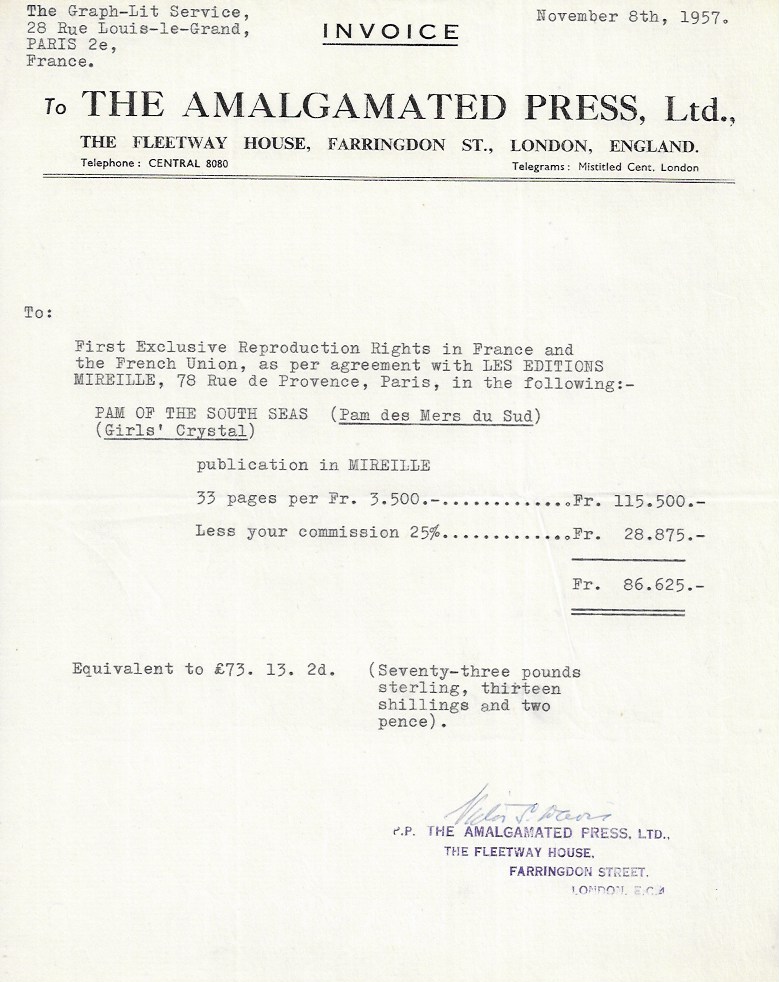 The Graph-Lit Service,
28 Rue Louis-le-Grand,
PARIS 2e,
France.
INVOICE
November 8th, 1957.
To THE AMALGAMATED PRESS, Ltd.,
THE FLEETWAY HOUSE, FARRINGDON ST., LONDON, ENGLAND.
Telephone: CENTRAL 8080
Telegrams: Mistitled Cent. London
To:
First Exclusive Reproduction Rights in France and
the French Union, as per agreement with LES EDITIONS
MIREILLE, 78 Rue de Provence, Paris, in the following:-
PAM OF THE SOUTH SEAS (Pam des Mers du Sud)
(Girls' Crystal)
publication in MIREILLE
33 pages per Fr. 3.500.-..............Fr. 115.500.-
Less your commission 25%..............Fr. 28.875.-
Fr. 86.625.-
Equivalent to £73. 13. 2d. (Seventy-three pounds
sterling, thirteen
shillings and two
pence).
P.P. THE AMALGAMATED PRESS, LTD.,
THE FLEETWAY HOUSE,
FARRINGDON STREET.
LONDON, E.C.4